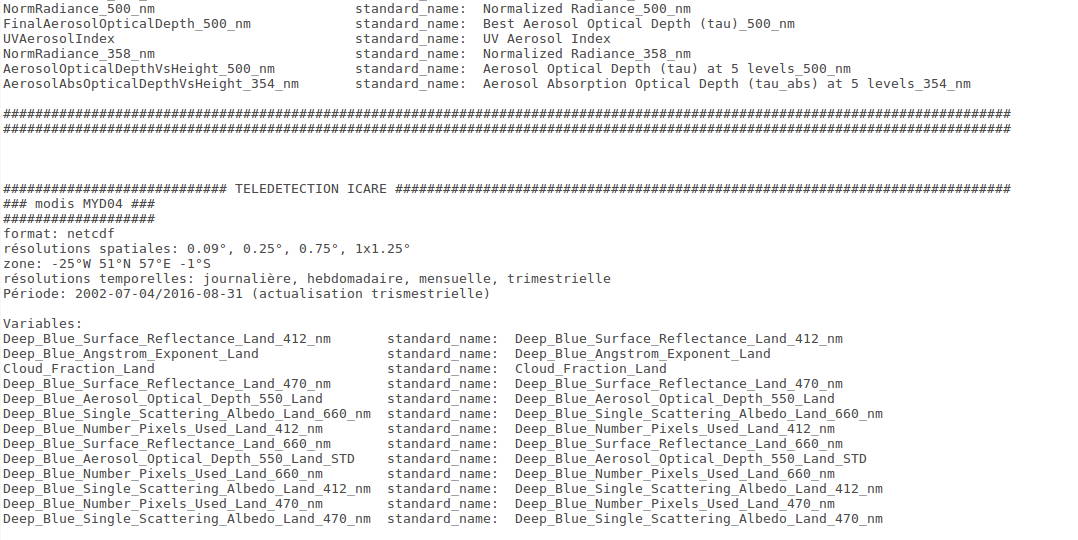 NormRadiance_500_nm                         standard_name:  Normalized Radiance_500_nm
FinalAerosolOpticalDepth_500_nm             standard_name:  Best Aerosol Optical Depth (tau)_500_nm
UVAerosolIndex                              standard_name:  UV Aerosol Index
NormRadiance_358_nm                         standard_name:  Normalized Radiance_358_nm
AerosolOpticalDepthVsHeight_500_nm          standard_name:  Aerosol Optical Depth (tau) at 5 levels_500_nm
AerosolAbsOpticalDepthVsHeight_354_nm       standard_name:  Aerosol Absorption Optical Depth (tau_abs) at 5 levels_354_nm
##############################################################################################################################
##############################################################################################################################
############################ TELEDETECTION ICARE #############################################################################
### modis MYD04 ###
###################
format: netcdf
résolutions spatiales: 0.09°, 0.25°, 0.75°, 1x1.25°
zone: -25°W 51°N 57°E -1°S
résolutions temporelles: journalière, hebdomadaire, mensuelle, trimestrielle
Période: 2002-07-04/2016-08-31 (actualisation trismestrielle)
Variables:
Deep_Blue_Surface_Reflectance_Land_412_nm       standard_name:  Deep_Blue_Surface_Reflectance_Land_412_nm
Deep_Blue_Angstrom_Exponent_Land                standard_name:  Deep_Blue_Angstrom_Exponent_Land
Cloud_Fraction_Land                             standard_name:  Cloud_Fraction_Land
Deep_Blue_Surface_Reflectance_Land_470_nm       standard_name:  Deep_Blue_Surface_Reflectance_Land_470_nm
Deep_Blue_Aerosol_Optical_Depth_550_Land        standard_name:  Deep_Blue_Aerosol_Optical_Depth_550_Land
Deep_Blue_Single_Scattering_Albedo_Land_660_nm  standard_name:  Deep_Blue_Single_Scattering_Albedo_Land_660_nm
Deep_Blue_Number_Pixels_Used_Land_412_nm        standard_name:  Deep_Blue_Number_Pixels_Used_Land_412_nm
Deep_Blue_Surface_Reflectance_Land_660_nm       standard_name:  Deep_Blue_Surface_Reflectance_Land_660_nm
Deep_Blue_Aerosol_Optical_Depth_550_Land_STD    standard_name:  Deep_Blue_Aerosol_Optical_Depth_550_Land_STD
Deep_Blue_Number_Pixels_Used_Land_660_nm        standard_name:  Deep_Blue_Number_Pixels_Used_Land_660_nm
Deep_Blue_Single_Scattering_Albedo_Land_412_nm  standard_name:  Deep_Blue_Single_Scattering_Albedo_Land_412_nm
Deep_Blue_Number_Pixels_Used_Land_470_nm        standard_name:  Deep_Blue_Number_Pixels_Used_Land_470_nm
Deep_Blue_Single_Scattering_Albedo_Land_470_nm  standard_name:  Deep_Blue_Single_Scattering_Albedo_Land_470_nm